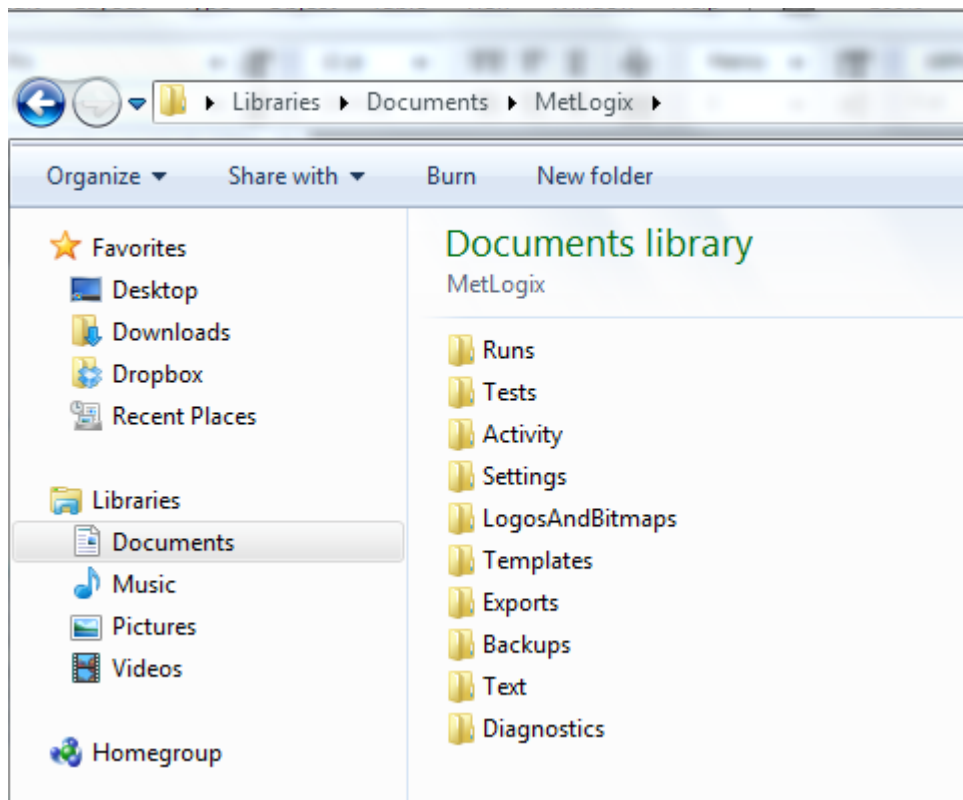 Libraries Documents MetLogix
Organize Share with Burn New folder
Favorites
Desktop
Downloads
Dropbox
Recent Places
Libraries
Documents
Music
Pictures
Videos
Homegroup
Documents library
MetLogix
Runs
Tests
Activity
Settings
LogosAndBitmaps
Templates
Exports
Backups
Text
Diagnostics